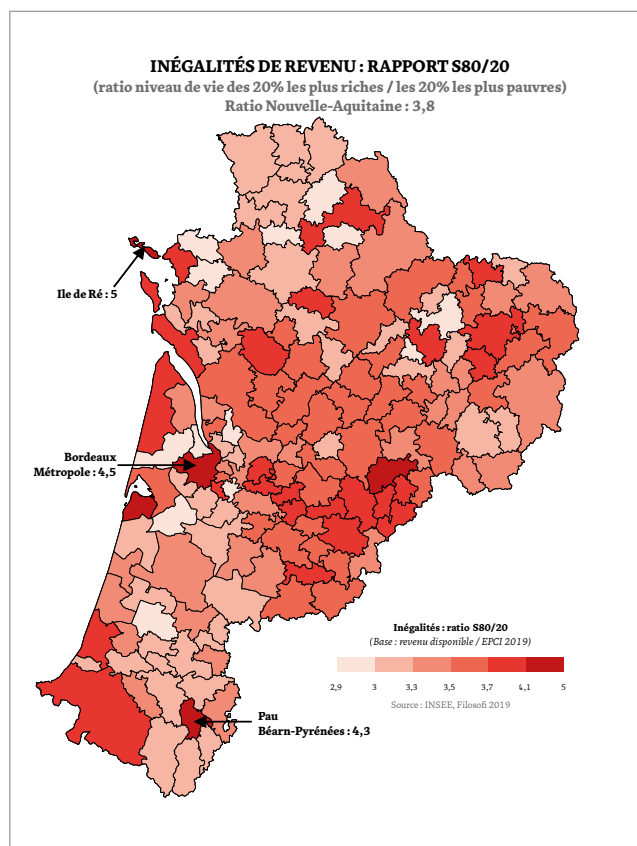 INÉGALITÉS DE REVENU : RAPPORT S80/20
(ratio niveau de vie des 20% les plus riches / les 20% les plus pauvres)
Ratio Nouvelle-Aquitaine : 3,8
Ile de Ré : 5
Bordeaux
Métropole : 4,5
Inégalités : ratio S80/20
(Base : revenu disponible / EPCI 2019)
2,9 3 3,3 3,5 3,7 4,1 5
Source : INSEE, Filosofi 2019
Pau
Béarn-Pyrénées : 4,3